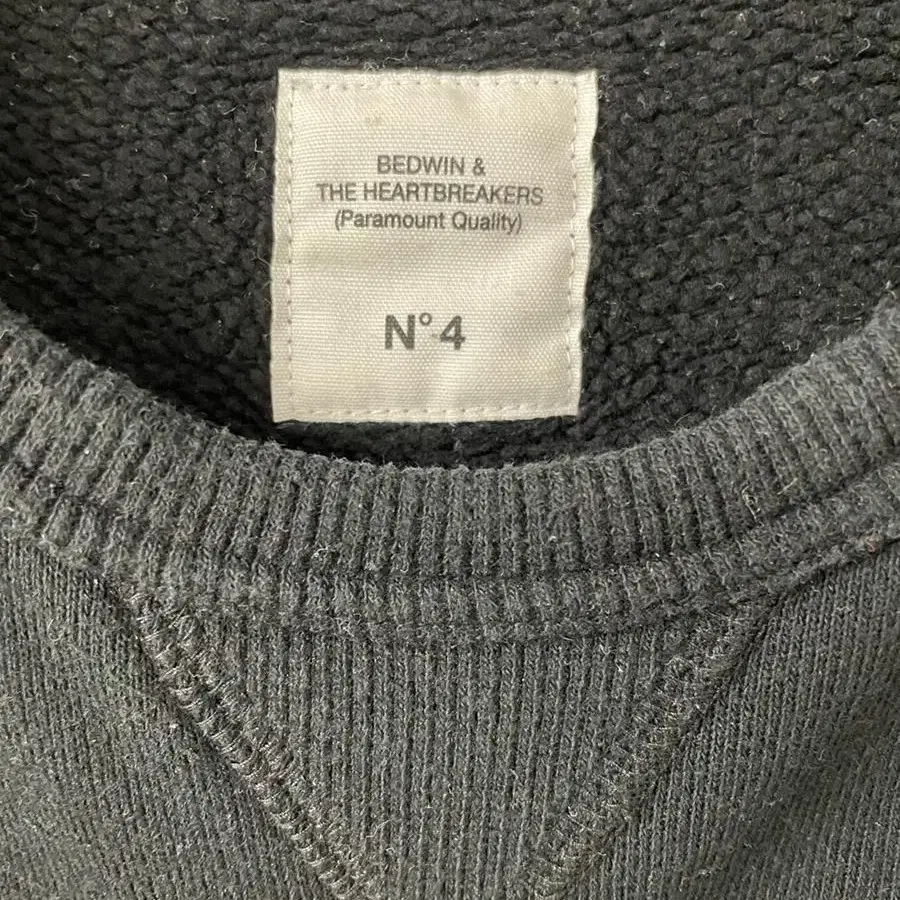 BEDWIN &
THE HEARTBREAKERS
(Paramount Quality)
N° 4